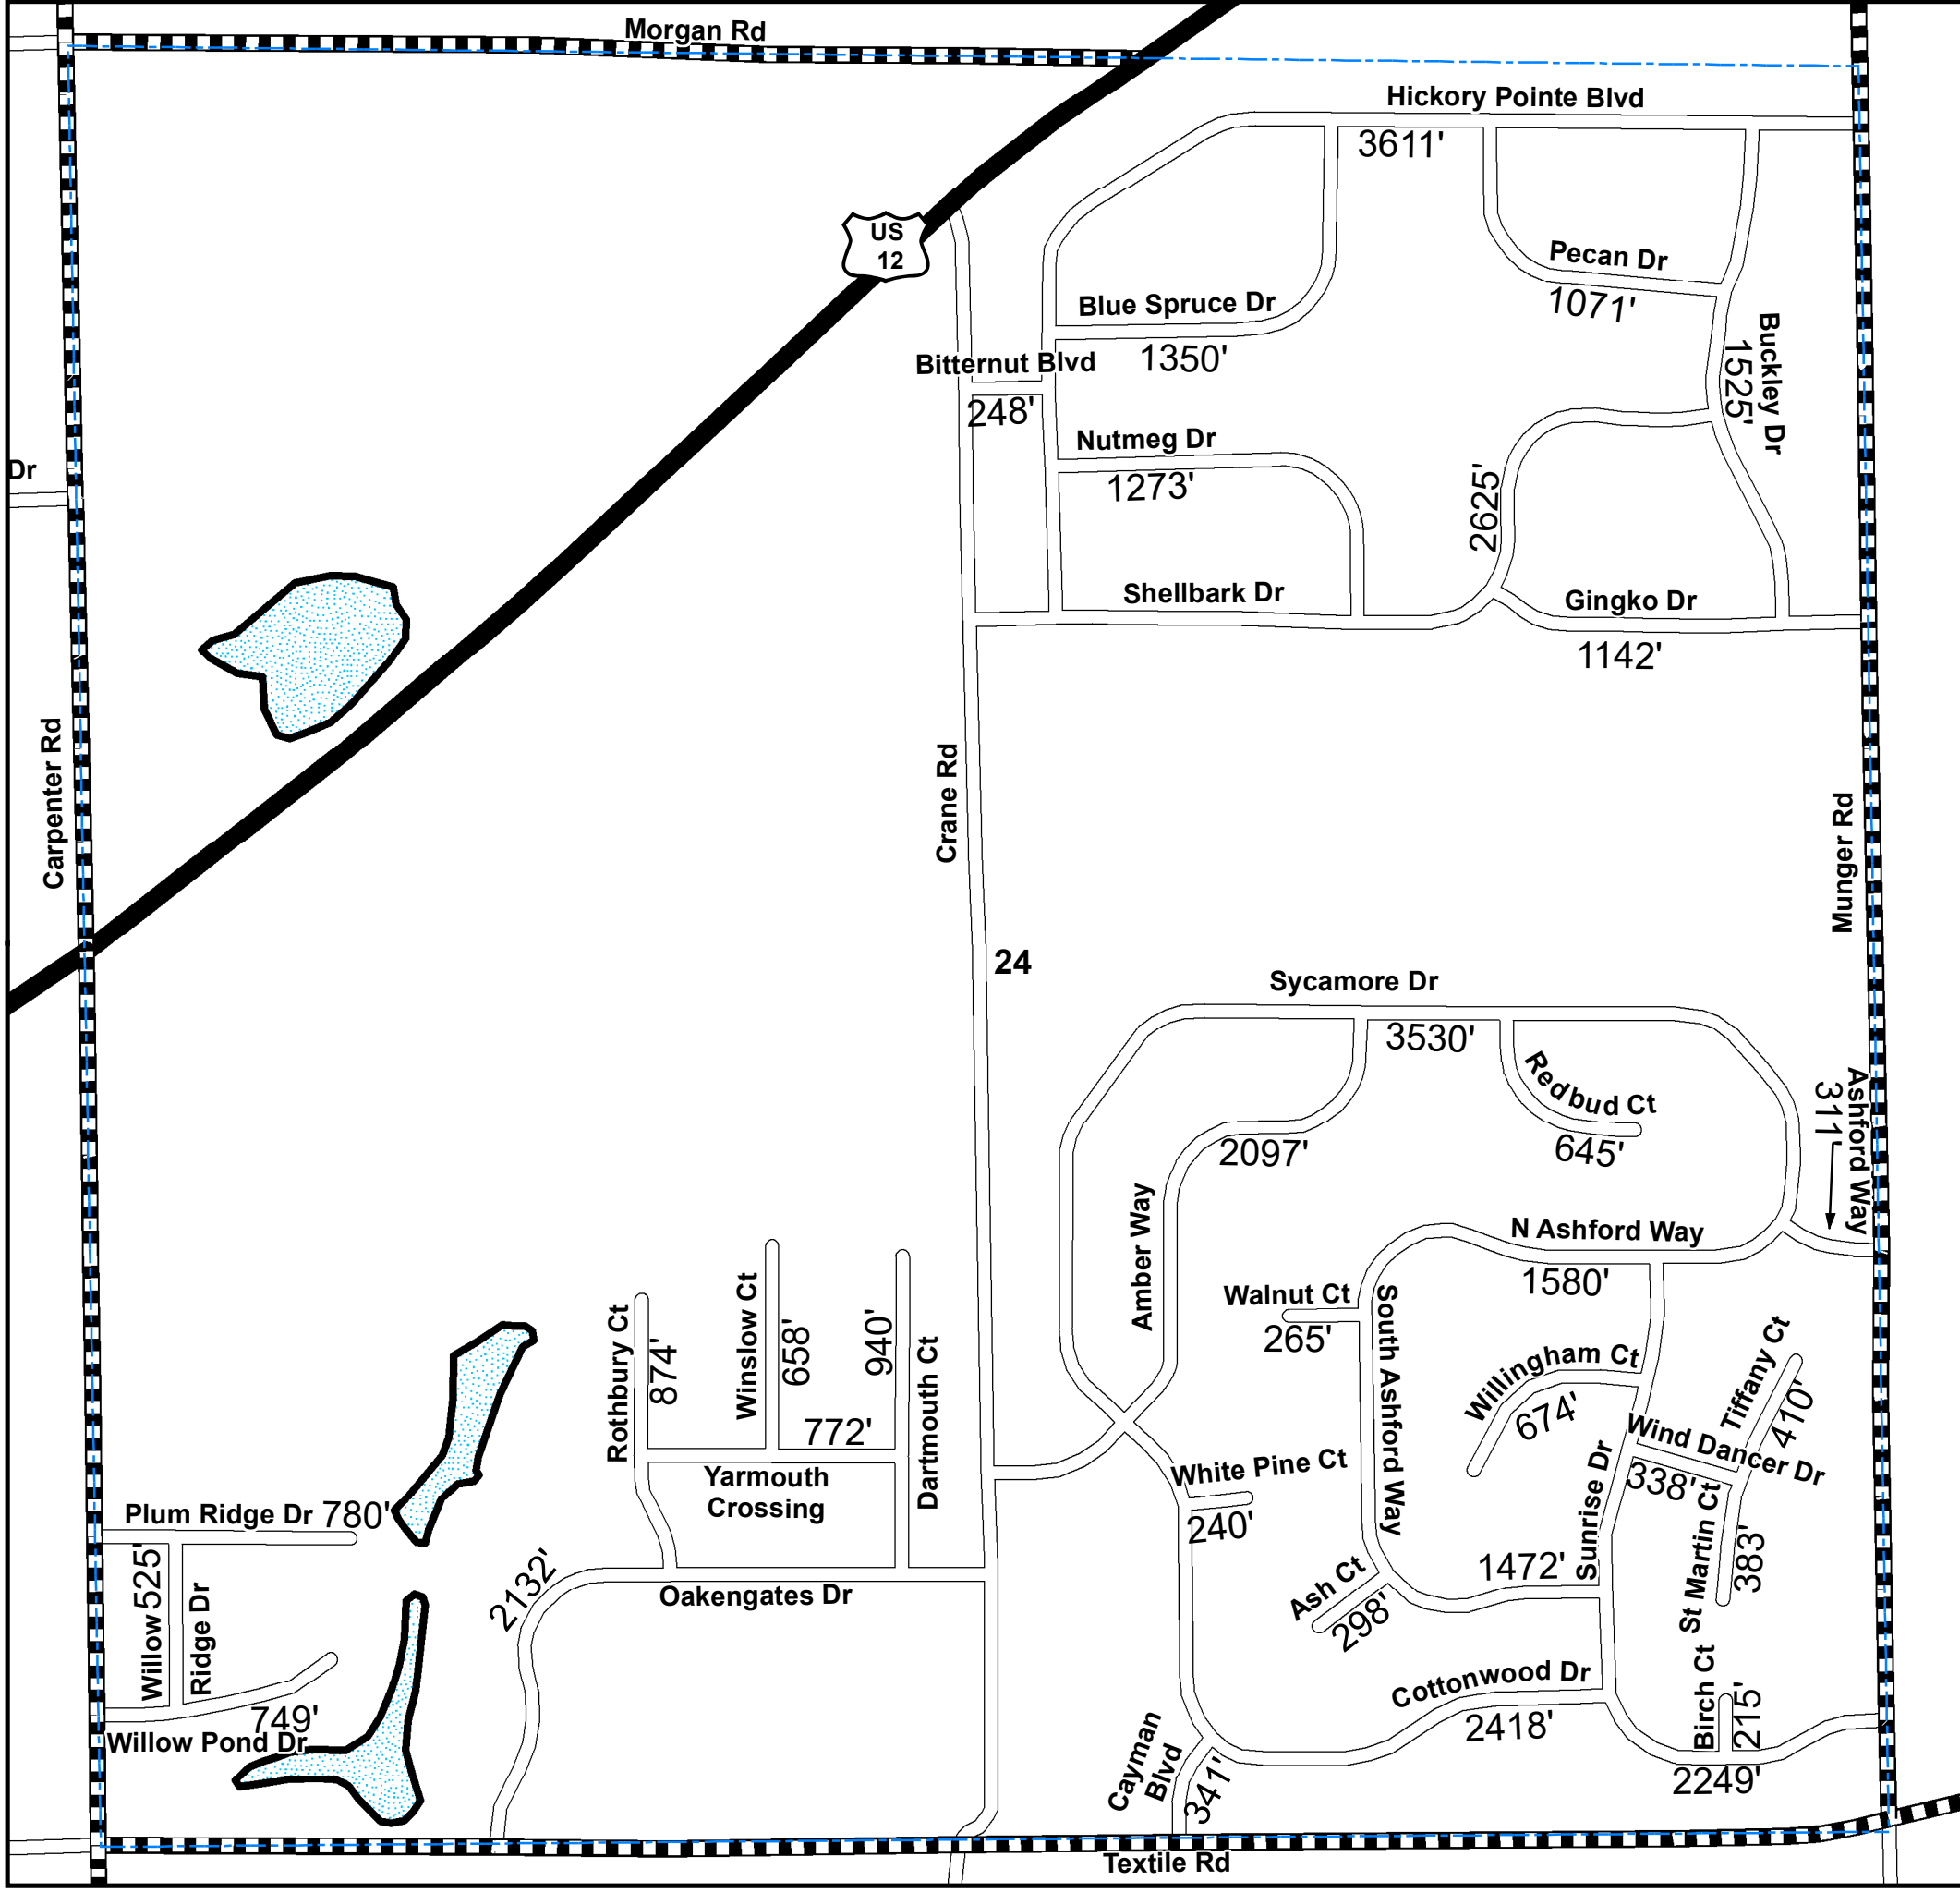 Morgan Rd
Hickory Pointe Blvd
3611'
US
12
Pecan Dr
1071'
Blue Spruce Dr
1350'
Buckley Dr
1525'
Bitternut Blvd
248'
Nutmeg Dr
1273'
Dr
2625'
Shellbark Dr
Gingko Dr
1142'
Carpenter Rd
Crane Rd
Munger Rd
24
Sycamore Dr
3530'
Redbud Ct
645'
Ashford Way
311'
2097'
Amber Way
N Ashford Way
1580'
Walnut Ct
265'
South Ashford Way
Rothbury Ct
874'
Winslow Ct
658'
940'
Dartmouth Ct
772'
Yarmouth
Crossing
Willingham Ct
674'
Tiffany Ct
410'
Wind Dancer Dr
338'
White Pine Ct
240'
Sunrise Dr
St Martin Ct
383'
Plum Ridge Dr 780'
Willow 525'
Ridge Dr
2132'
Oakengates Dr
Ash Ct
298'
1472'
749'
Willow Pond Dr
Cottonwood Dr
2418'
Birch Ct
215'
2249'
Cayman
Blvd
341'
Textile Rd